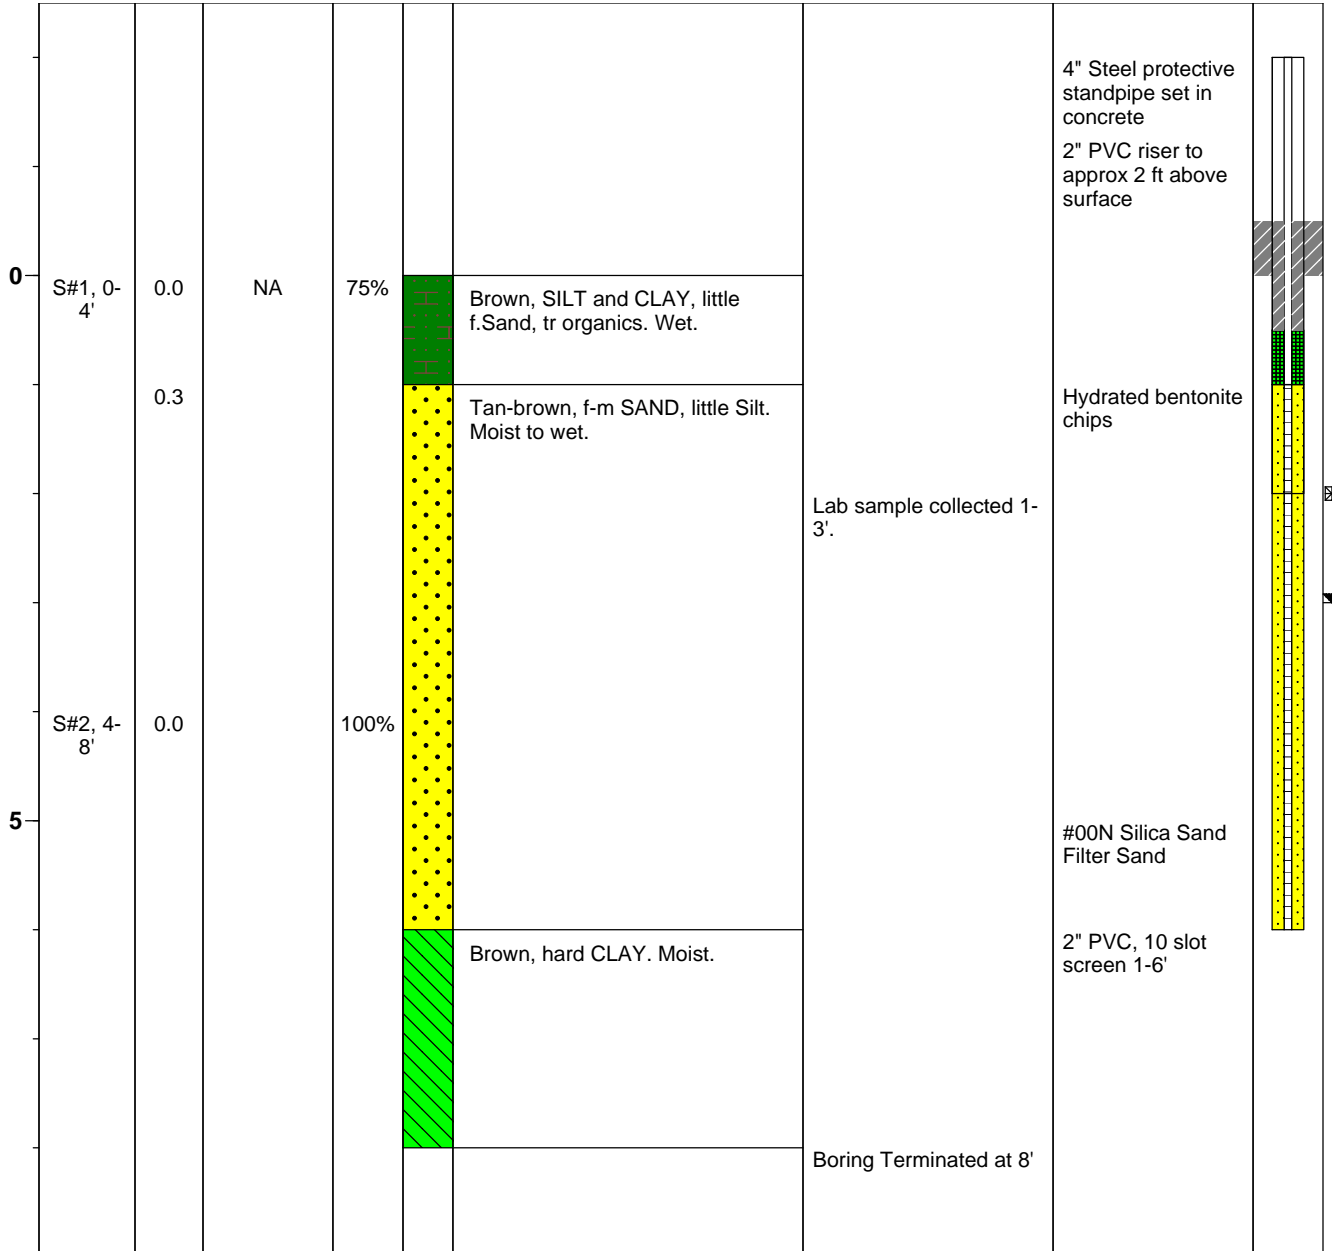 4" Steel protective
standpipe set in
concrete
2" PVC riser to
approx 2 ft above
surface
0
S#1, 0-
4'
0.0
NA
75%
Brown, SILT and CLAY, little
f.Sand, tr organics. Wet.
0.3
Tan-brown, f-m SAND, little Silt.
Moist to wet.
Hydrated bentonite
chips
Lab sample collected 1-
3'.
S#2, 4-
8'
0.0
100%
5
#00N Silica Sand
Filter Sand
Brown, hard CLAY. Moist.
2" PVC, 10 slot
screen 1-6'
Boring Terminated at 8'